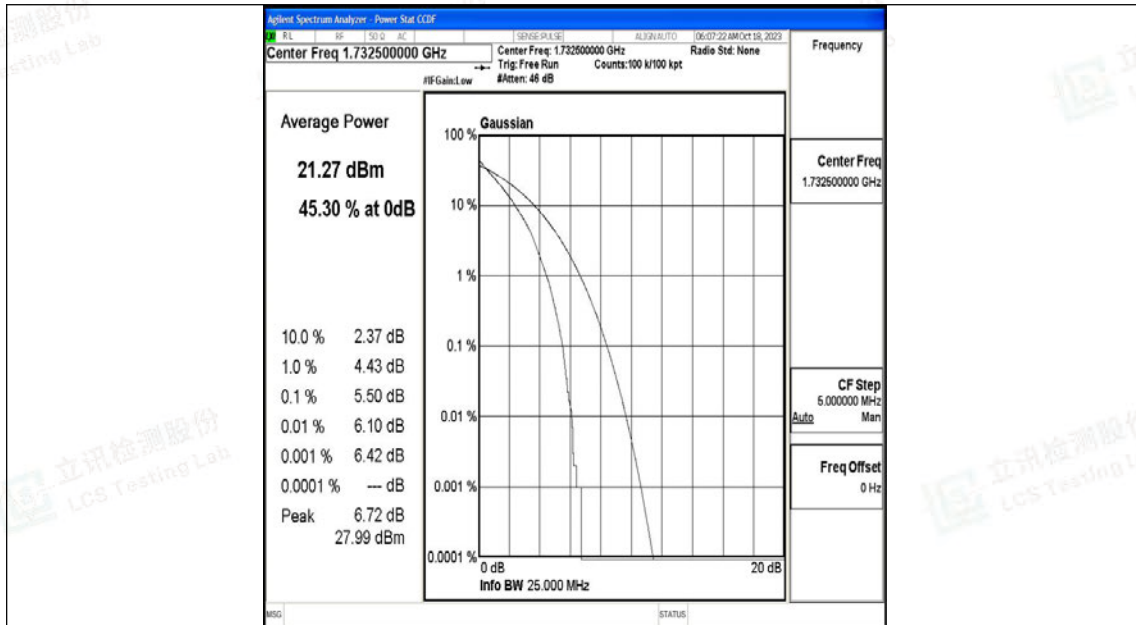 Agilent Spectrum Analyzer - Power Stat CCDF
RL RF 50 Ω AC SENSE:PULSE ALIGNAUTO 06:07:22 AM Oct 18, 2023
Center Freq 1.732500000 GHz
Center Freq: 1.732500000 GHz Radio Std: None
Trig: Free Run Counts:100 k/100 kpt
#IFGain:Low #Atten: 46 dB
Frequency
Average Power
21.27 dBm
45.30 % at 0dB
10.0 % 2.37 dB
1.0 % 4.43 dB
0.1 % 5.50 dB
0.01 % 6.10 dB
0.001 % 6.42 dB
0.0001 % --- dB
Peak 6.72 dB
27.99 dBm
Gaussian
100 %
10 %
1 %
0.1 %
0.01 %
0.001 %
0.0001 %
0 dB 20 dB
Info BW 25.000 MHz
Center Freq
1.732500000 GHz
CF Step
5.000000 MHz
Auto Man
Freq Offset
0 Hz
MSG STATUS
立讯检测股份
LCS Testing Lab
立讯检测股份
LCS Testing L